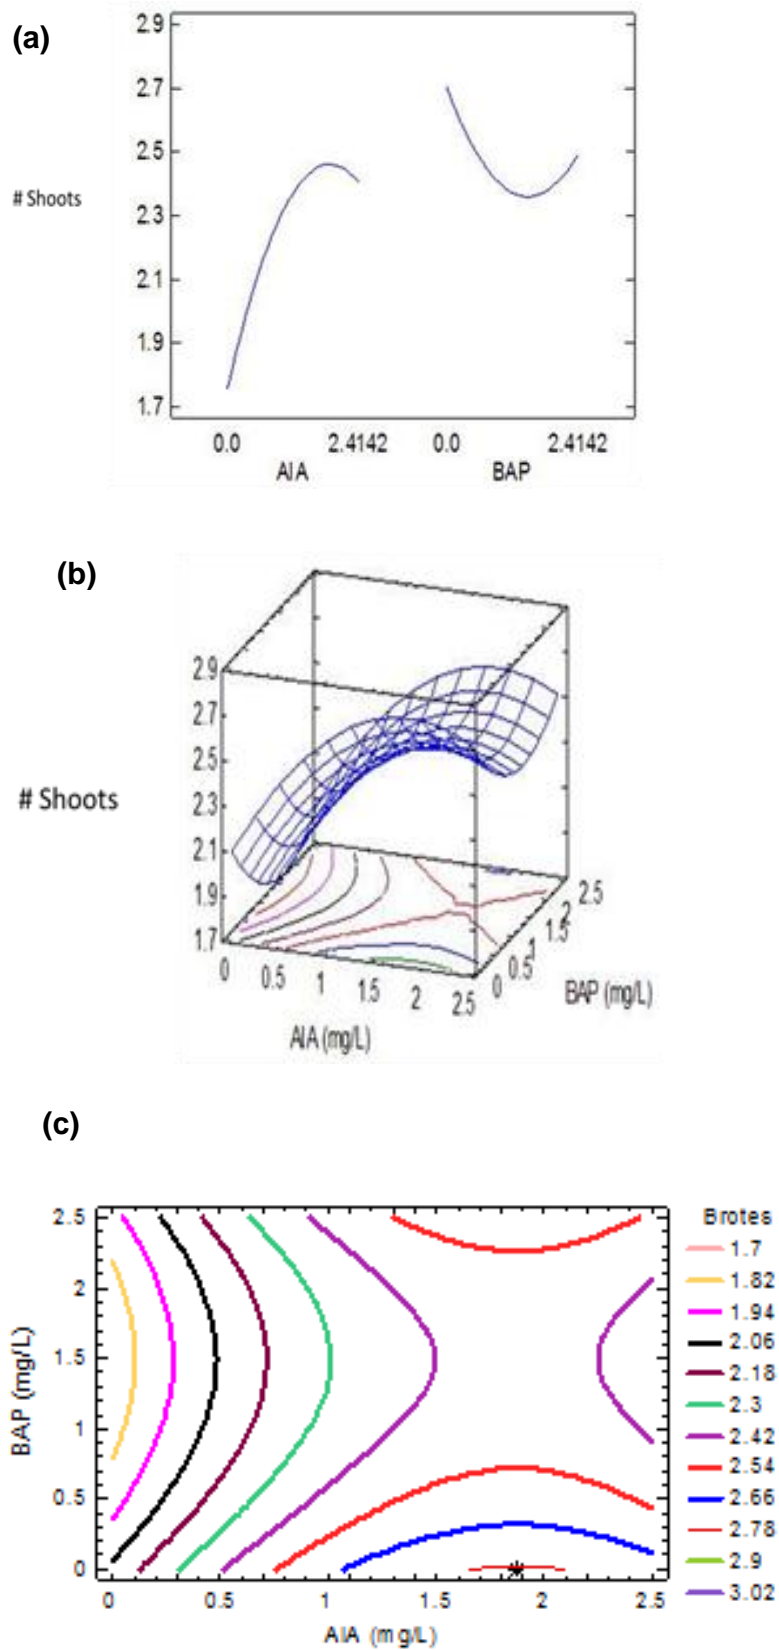 (a)
2.9
2.7
2.5
# Shoots
2.3
2.1
1.9
1.7
0.0 2.4142 0.0 2.4142
AIA BAP
(b)
2.9
2.7
2.5
# Shoots
2.3
2.1
1.9
1.7
0 0.5 1 1.5 2 2.5
0 0.5 1 1.5 2 2.5
BAP (mg/L)
AIA (mg/L)
(c)
Brotes
1.7
1.82
1.94
2.06
2.18
2.3
2.42
2.54
2.66
2.78
2.9
3.02
2.5
2
1.5
BAP (mg/L)
1
0.5
0
0 0.5 1 1.5 2 2.5
AIA (mg/L)